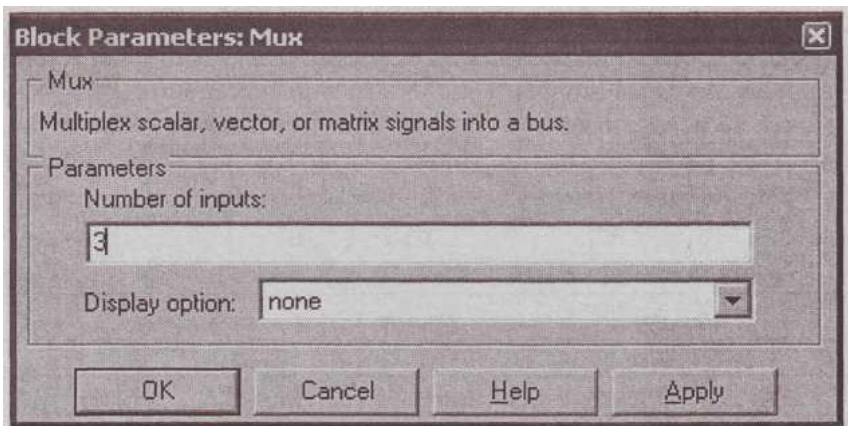 Block Parameters: Mux
Mux
Multiplex scalar, vector, or matrix signals into a bus.
Parameters
Number of inputs:
3
Display option: none
OK Cancel Help Apply